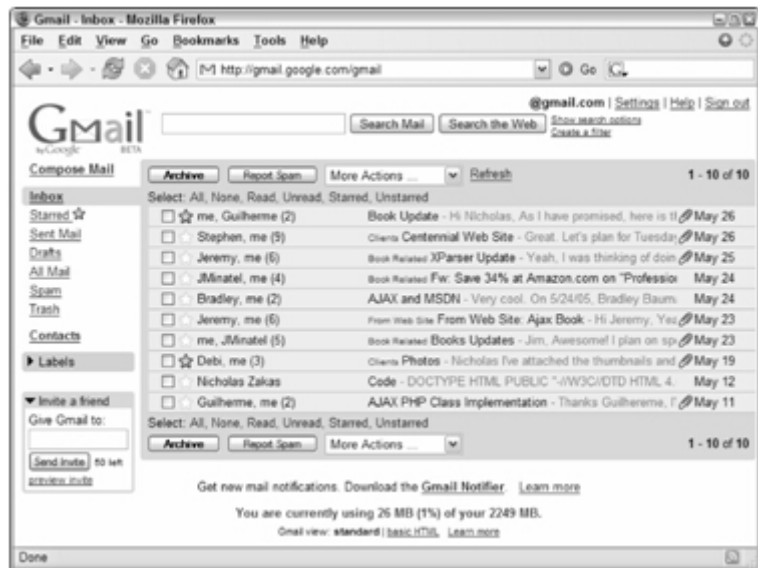 Gmail - Inbox - Mozilla Firefox
File Edit View Go Bookmarks Tools Help
http://gmail.google.com/gmail Go
@gmail.com | Settings | Help | Sign out
Gmail by Google BETA
Search Mail Search the Web Show search options
Create a filter
Compose Mail
Inbox
Starred
Sent Mail
Drafts
All Mail
Spam
Trash
Contacts
Labels
Invite a friend
Give Gmail to:
Send Invite 50 left
preview invite
Archive Report Spam More Actions ... Refresh 1 - 10 of 10
Select: All, None, Read, Unread, Starred, Unstarred
me, Guilherme (2) Book Update - Hi Nicholas, As I have promised, here is th May 26
Stephen, me (9) Clients Centennial Web Site - Great. Let's plan for Tuesday May 26
Jeremy, me (6) Book Related XParser Update - Yeah, I was thinking of doin May 25
JMinatel, me (4) Book Related Fw: Save 34% at Amazon.com on "Professio May 24
Bradley, me (2) AJAX and MSDN - Very cool. On 5/24/05, Bradley Baum May 24
Jeremy, me (6) From Web Site From Web Site: Ajax Book - Hi Jeremy, Yea May 23
me, JMinatel (5) Book Related Books Updates - Jim, Awesome! I plan on sp May 23
Debi, me (3) Clients Photos - Nicholas I've attached the thumbnails and May 19
Nicholas Zakas Code - DOCTYPE HTML PUBLIC "-//W3C//DTD HTML 4. May 12
Guilherme, me (2) AJAX PHP Class Implementation - Thanks Guilhereme, May 11
Select: All, None, Read, Unread, Starred, Unstarred
Archive Report Spam More Actions ... 1 - 10 of 10
Get new mail notifications. Download the Gmail Notifier. Learn more
You are currently using 26 MB (1%) of your 2249 MB.
Gmail view: standard | basic HTML Learn more
Done